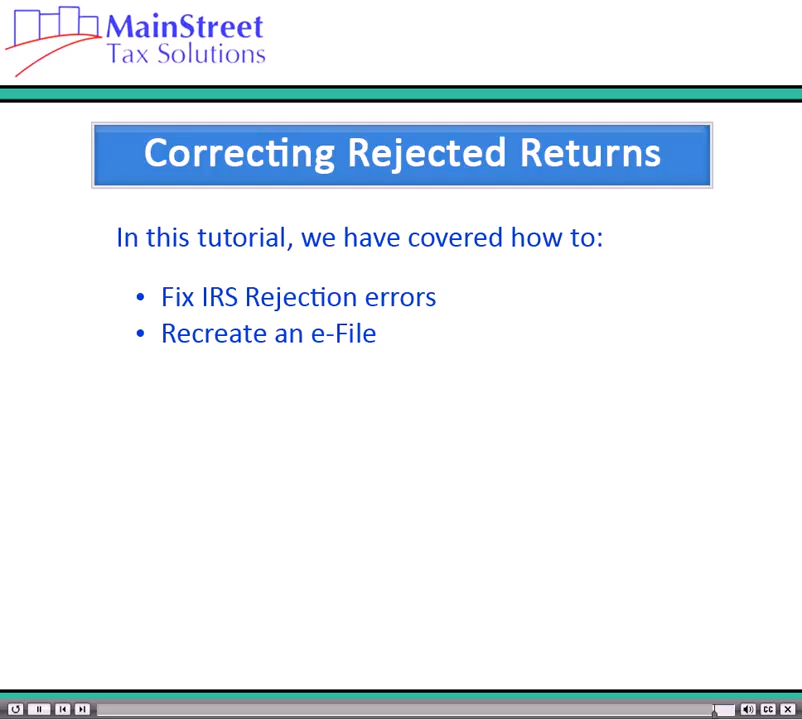 MainStreet
Tax Solutions
Correcting Rejected Returns
In this tutorial, we have covered how to:
• Fix IRS Rejection errors
• Recreate an e-File
CC